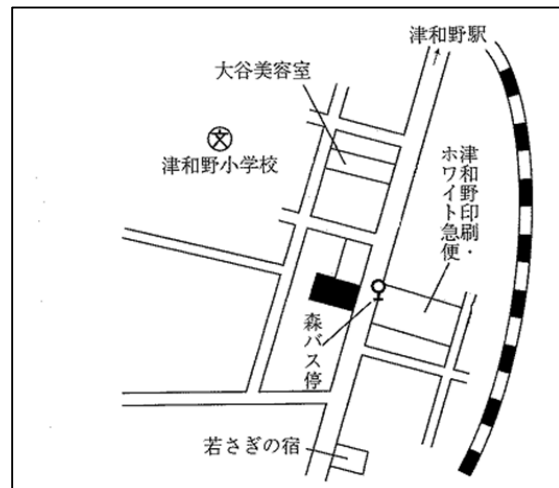 津和野駅
大谷美容室
文
津和野小学校
津和野印刷・
ホワイト急便
森バス停
若さぎの宿